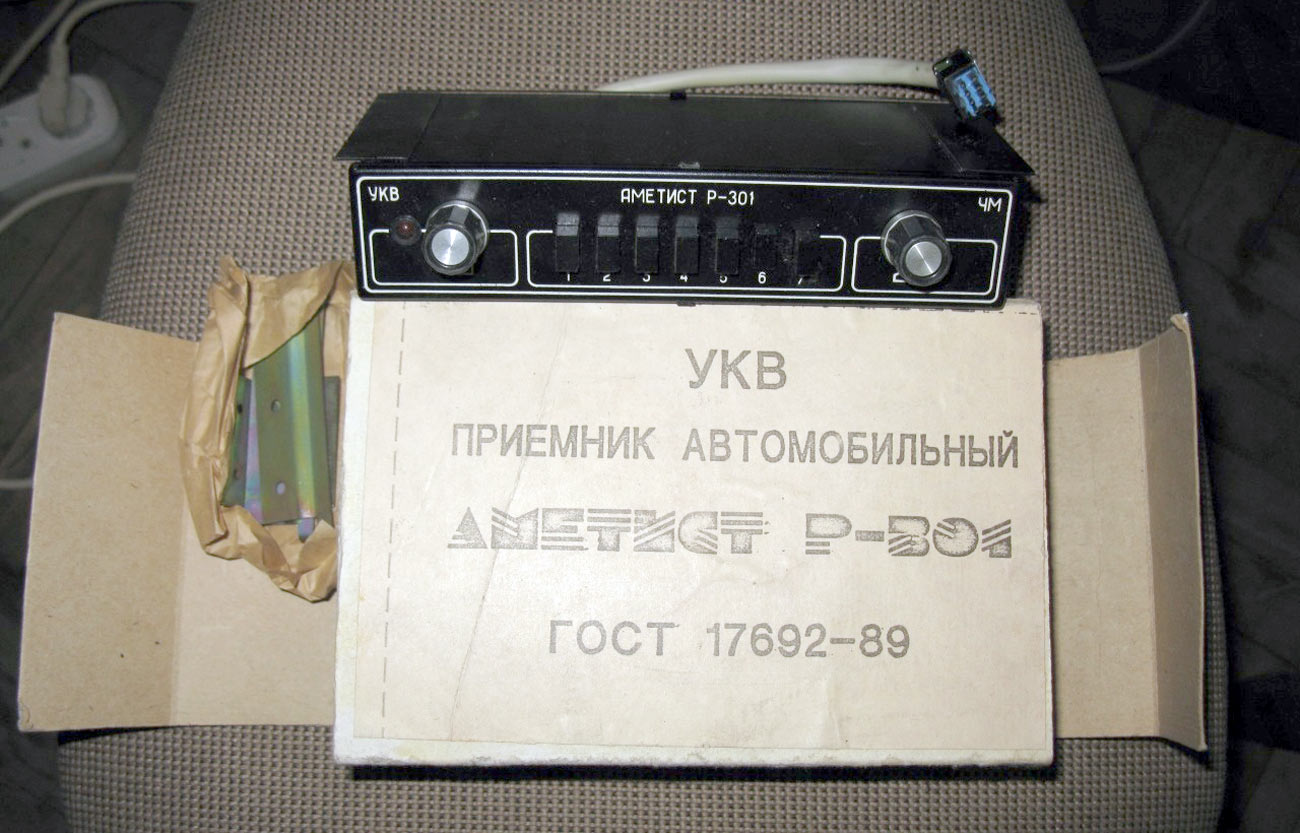 УКВ
АМЕТИСТ Р-301
ЧМ
1 2 3 4 5 6 7
УКВ
ПРИЕМНИК АВТОМОБИЛЬНЫЙ
АМЕТИСТ Р-301
ГОСТ 17692-89